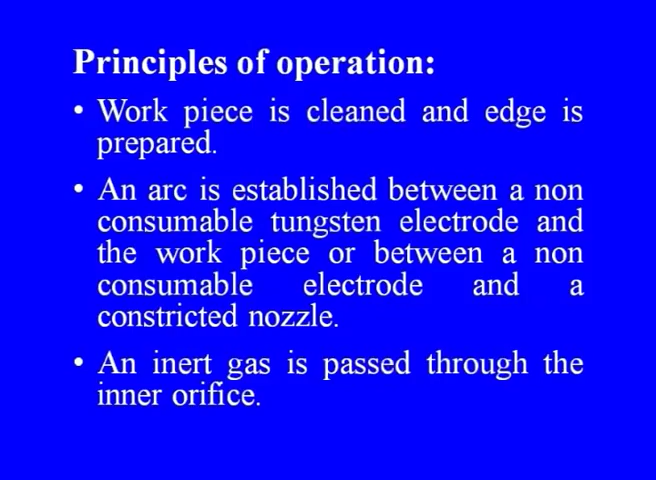 Principles of operation:
• Work piece is cleaned and edge is
prepared.
• An arc is established between a non
consumable tungsten electrode and
the work piece or between a non
consumable electrode and a
constricted nozzle.
• An inert gas is passed through the
inner orifice.